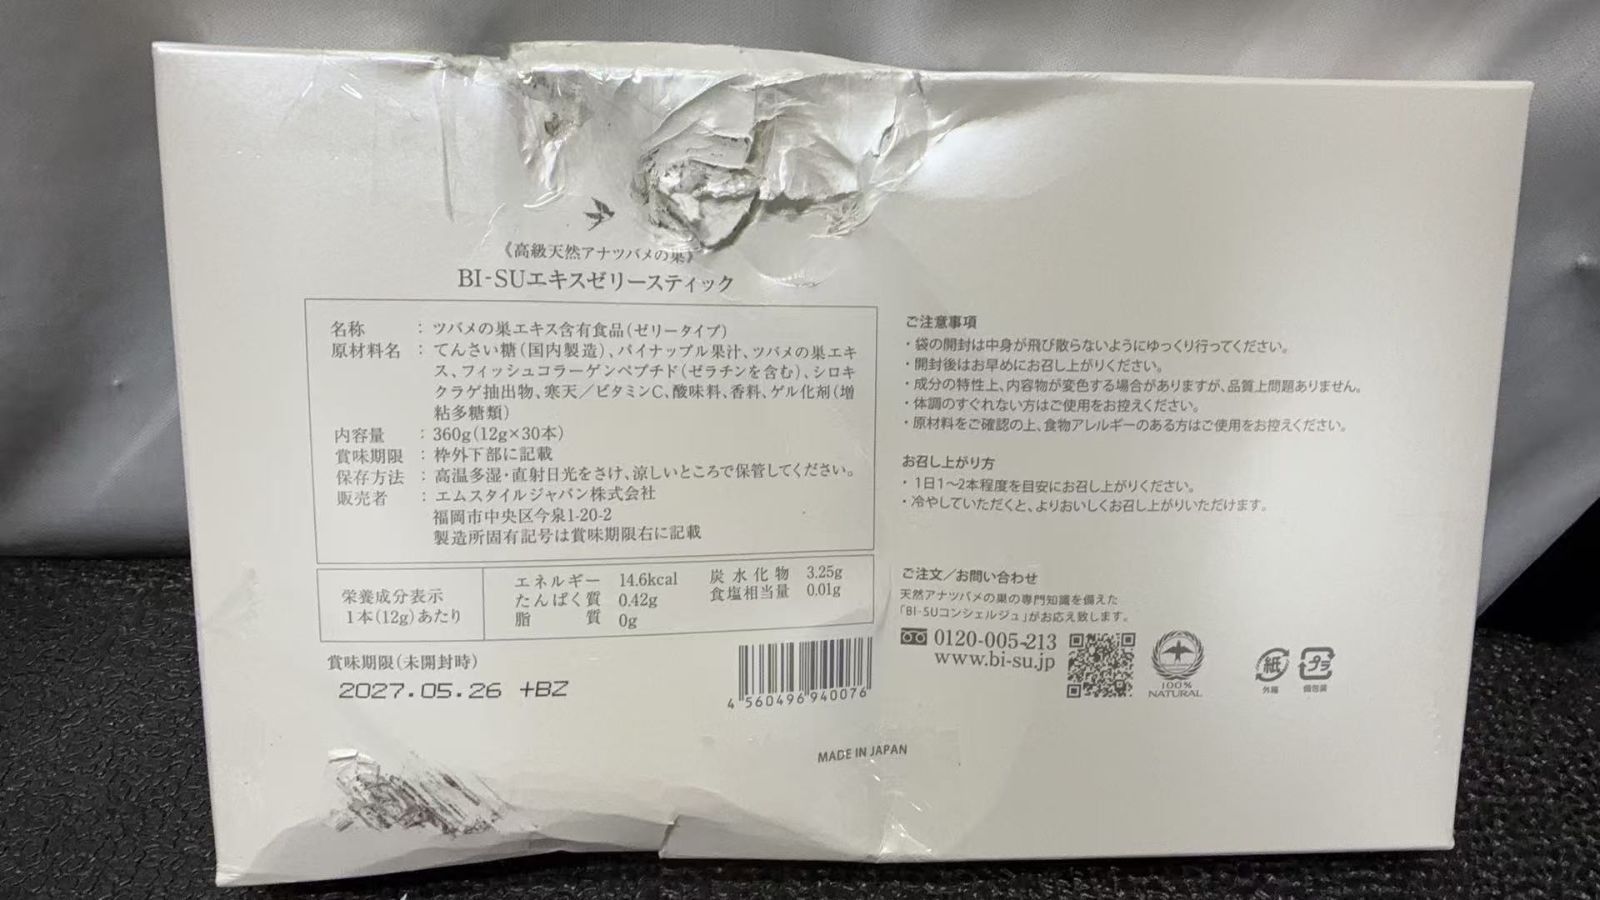 《高級天然アナツバメの巣》
BI-SUエキスゼリースティック
名称 : ツバメの巣エキス含有食品(ゼリータイプ)
原材料名 : てんさい糖(国内製造)、パイナップル果汁、ツバメの巣エキ
ス、フィッシュコラーゲンペプチド(ゼラチンを含む)、シロキ
クラゲ抽出物、寒天／ビタミンC、酸味料、香料、ゲル化剤(増
粘多糖類)
内容量 : 360g(12g×30本)
賞味期限 : 枠外下部に記載
保存方法 : 高温多湿・直射日光をさけ、涼しいところで保管してください。
販売者 : エムスタイルジャパン株式会社
福岡市中央区今泉1-20-2
製造所固有記号は賞味期限右に記載
栄養成分表示
1本(12g)あたり
エネルギー 14.6kcal 炭水化物 3.25g
たんぱく質 0.42g 食塩相当量 0.01g
脂質 0g
賞味期限(未開封時)
2027.05.26 +BZ
4 560496 940076
MADE IN JAPAN
ご注意事項
・袋の開封は中身が飛び散らないようにゆっくり行ってください。
・開封後はお早めにお召し上がりください。
・成分の特性上、内容物が変色する場合がありますが、品質上問題ありません。
・体調のすぐれない方はご使用をお控えください。
・原材料をご確認の上、食物アレルギーのある方はご使用をお控えください。
お召し上がり方
・1日1〜2本程度を目安にお召し上がりください。
・冷やしていただくと、よりおいしくお召し上がりいただけます。
ご注文／お問い合わせ
天然アナツバメの巣の専門知識を備えた
「BI-SUコンシェルジュ」がお応え致します。
0120-005-213
www.bi-su.jp
100%
NATURAL
紙
外箱
プラ
個包装